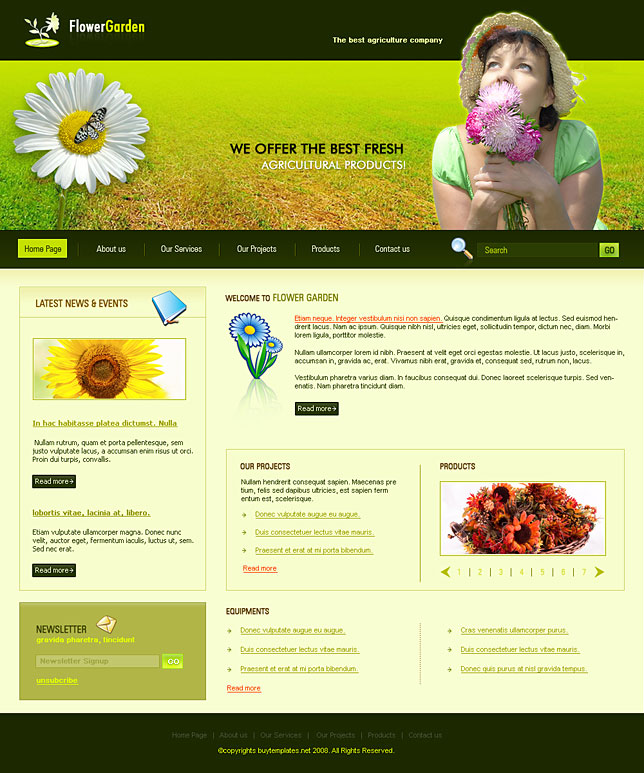 FlowerGarden
The best agriculture company
WE OFFER THE BEST FRESH
AGRICULTURAL PRODUCTS!
Home Page
About us
Our Services
Our Projects
Products
Contact us
Search
GO
LATEST NEWS & EVENTS
In hac habitasse platea dictumst. Nulla
Nullam rutrum, quam et porta pellentesque, sem
justo vulputate lacus, a accumsan enim risus ut orci.
Proin dui turpis, convallis.
Read more
lobortis vitae, lacinia at, libero.
Etiam vulputate ullamcorper magna. Donec nunc
velit, auctor eget, fermentum iaculis, luctus ut, sem.
Sed nec erat.
Read more
NEWSLETTER
gravida pharetra, tincidunt
Newsletter Signup
GO
unsubcribe
WELCOME TO FLOWER GARDEN
Etiam neque. Integer vestibulum nisi non sapien. Quisque condimentum ligula at lectus. Sed euismod hen-
drerit lacus. Nam ac ipsum. Quisque nibh nisl, ultricies eget, sollicitudin tempor, dictum nec, diam. Morbi
lorem ligula, porttitor molestie.
Nullam ullamcorper lorem id nibh. Praesent at velit eget orci egestas molestie. Ut lacus justo, scelerisque in,
accumsan in, gravida ac, erat. Vivamus nibh erat, gravida et, consequat sed, rutrum non, lacus.
Vestibulum pharetra varius diam. In faucibus consequat dui. Donec laoreet scelerisque turpis. Sed ven-
enatis. Nam pharetra tincidunt diam.
Read more
OUR PROJECTS
Nullam hendrerit consequat sapien. Maecenas pre
tium, felis sed dapibus ultricies, est sapien ferm
entum est, scelerisque.
Donec vulputate augue eu augue.
Duis consectetuer lectus vitae mauris.
Praesent et erat at mi porta bibendum.
Read more
PRODUCTS
1 | 2 | 3 | 4 | 5 | 6 | 7
EQUIPMENTS
Donec vulputate augue eu augue.
Duis consectetuer lectus vitae mauris.
Praesent et erat at mi porta bibendum.
Read more
Cras venenatis ullamcorper purus.
Duis consectetuer lectus vitae mauris.
Donec quis purus at nisl gravida tempus.
Home Page | About us | Our Services | Our Projects | Products | Contact us
©copyrights buytemplates.net 2008. All Rights Reserved.